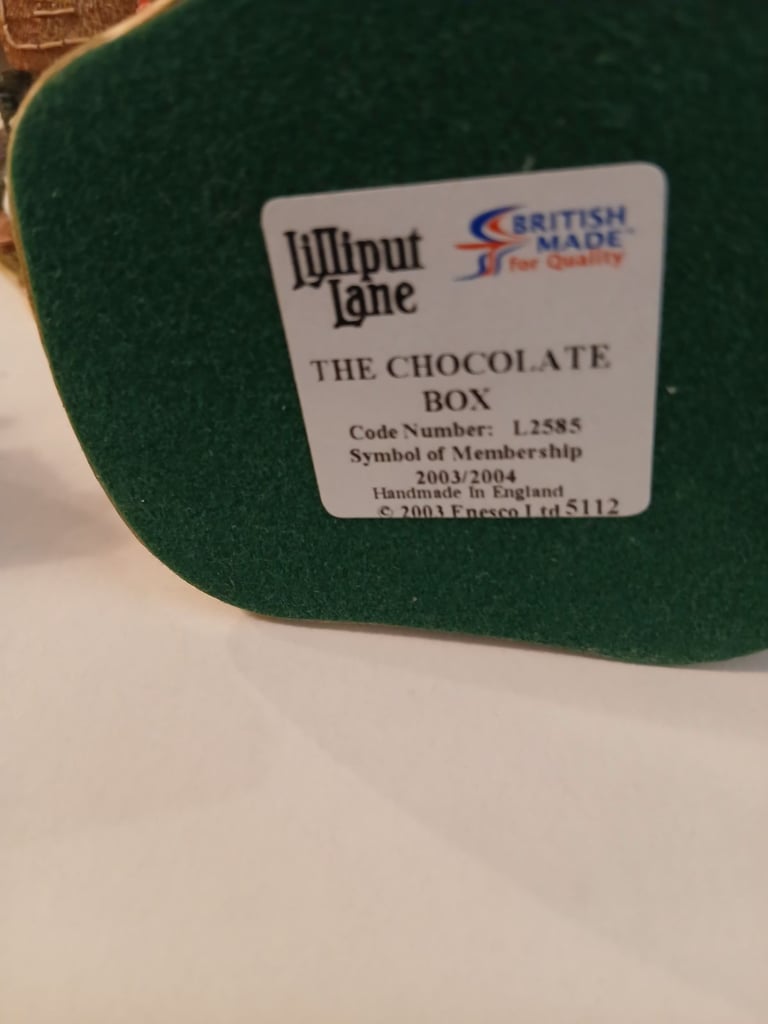 Lilliput
Lane
BRITISH
MADE™
for Quality
THE CHOCOLATE
BOX
Code Number: L2585
Symbol of Membership
2003/2004
Handmade In England
© 2003 Enesco Ltd 5112